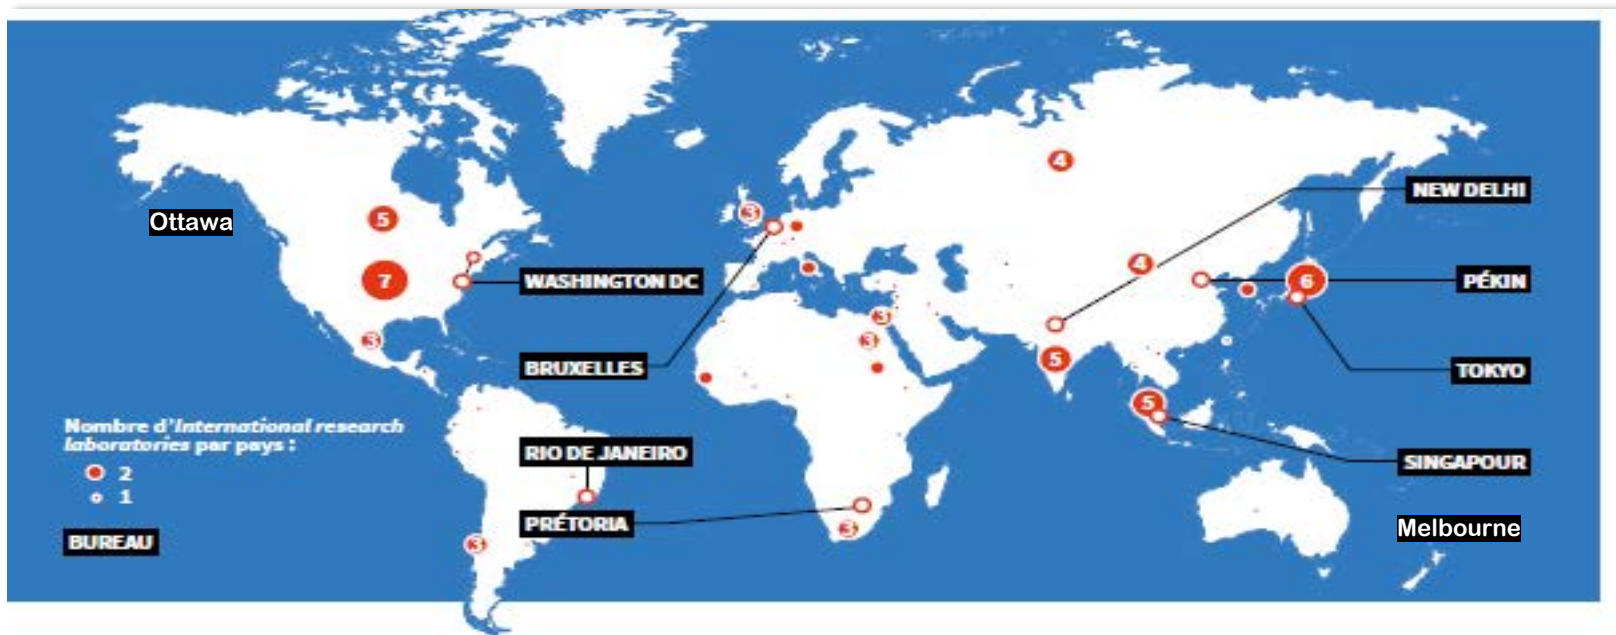 4
NEW DELHI
3
Ottawa
5
4
7
WASHINGTON DC
6
PÉKIN
3
3
3
BRUXELLES
5
TOKYO
5
Nombre d'International research
laboratories par pays :
RIO DE JANEIRO
2
SINGAPOUR
1
PRÉTORIA
3
Melbourne
BUREAU
3